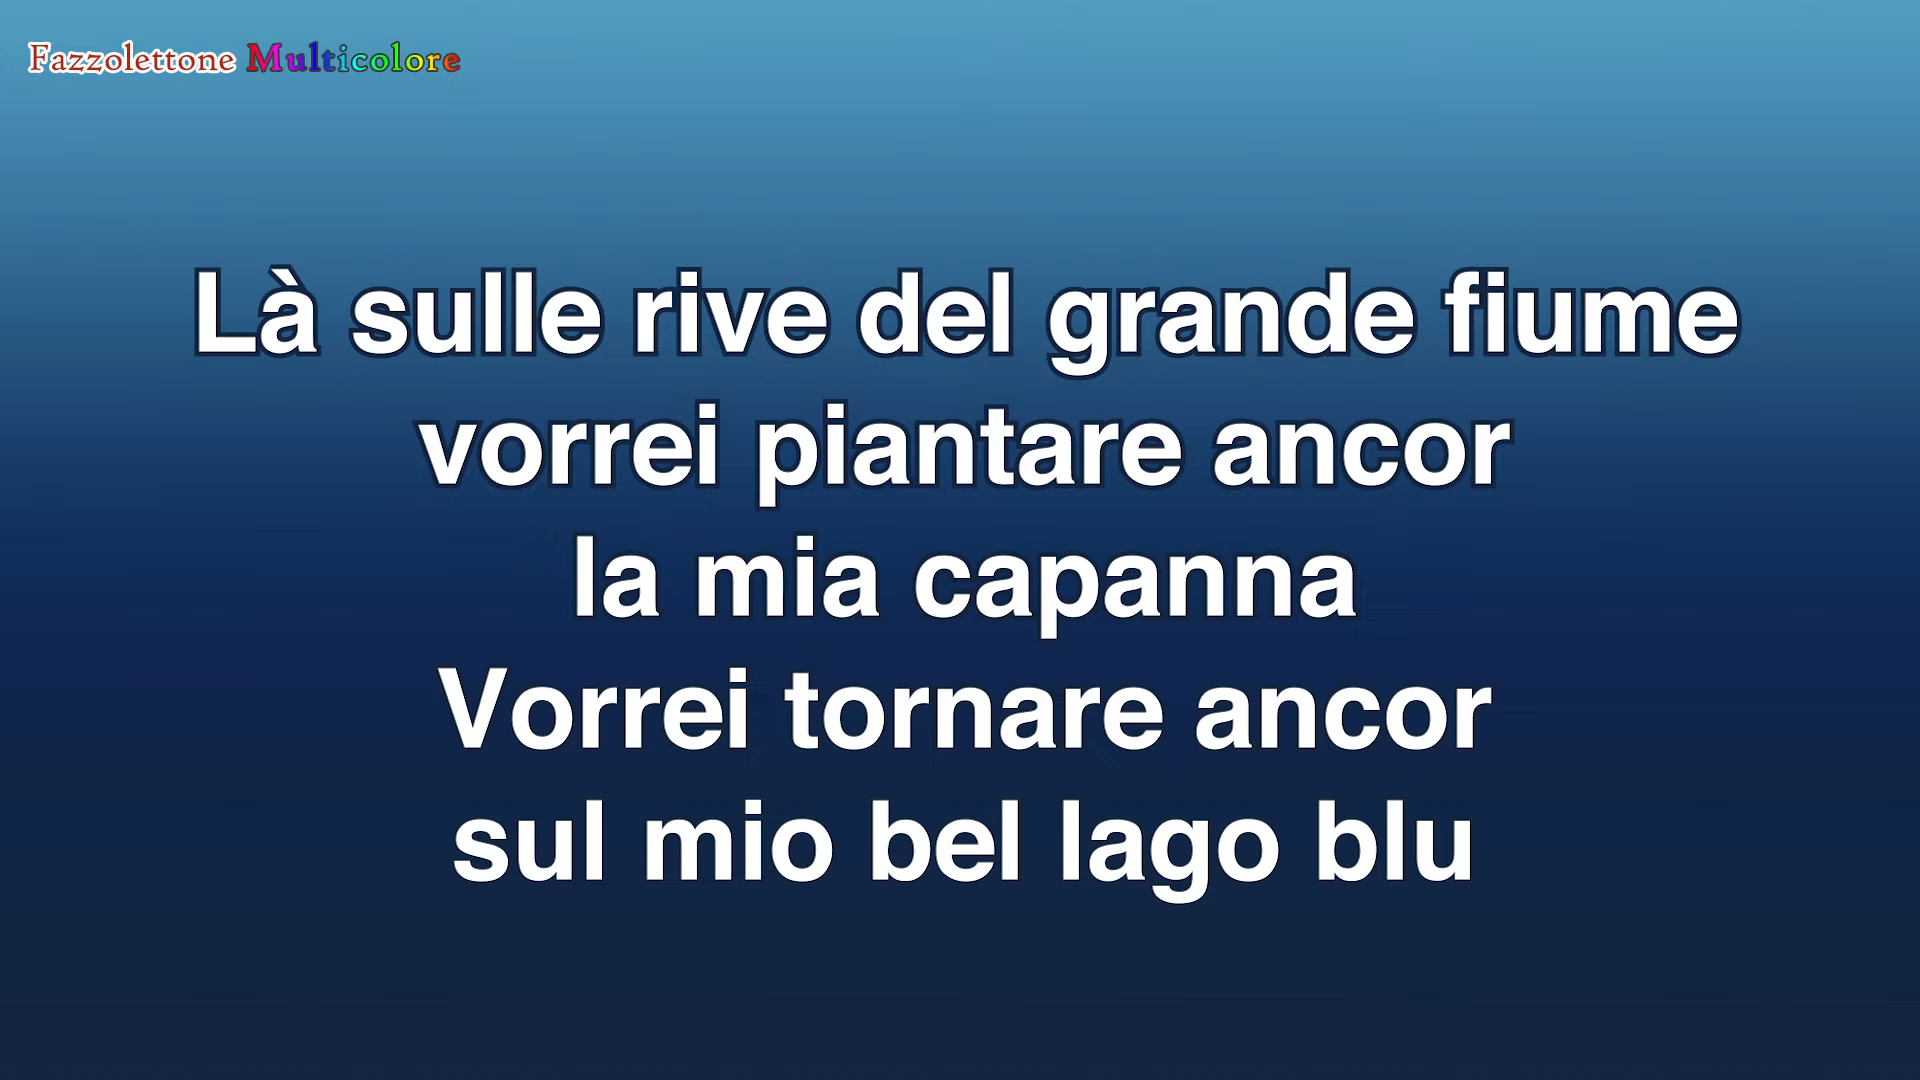 Fazzolettone Multicolore
Là sulle rive del grande fiume
vorrei piantare ancor
la mia capanna
Vorrei tornare ancor
sul mio bel lago blu